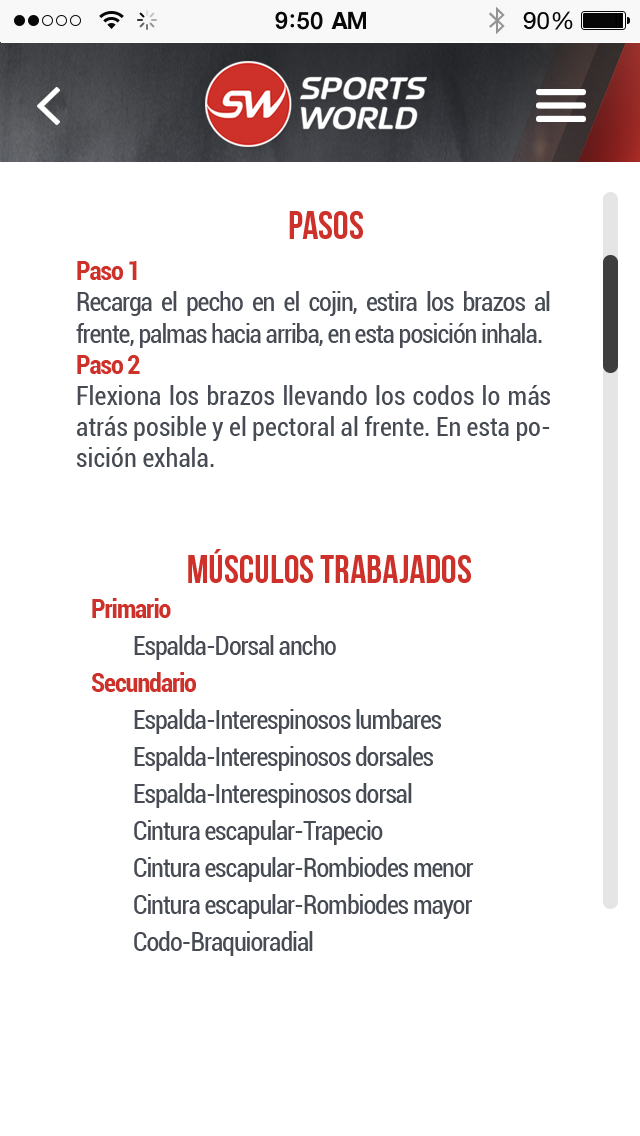 9:50 AM 90%
SW SPORTS
WORLD
PASOS
Paso 1
Recarga el pecho en el cojin, estira los brazos al
frente, palmas hacia arriba, en esta posición inhala.
Paso 2
Flexiona los brazos llevando los codos lo más
atrás posible y el pectoral al frente. En esta po-
sición exhala.
MÚSCULOS TRABAJADOS
Primario
Espalda-Dorsal ancho
Secundario
Espalda-Interespinosos lumbares
Espalda-Interespinosos dorsales
Espalda-Interespinosos dorsal
Cintura escapular-Trapecio
Cintura escapular-Rombiodes menor
Cintura escapular-Rombiodes mayor
Codo-Braquioradial